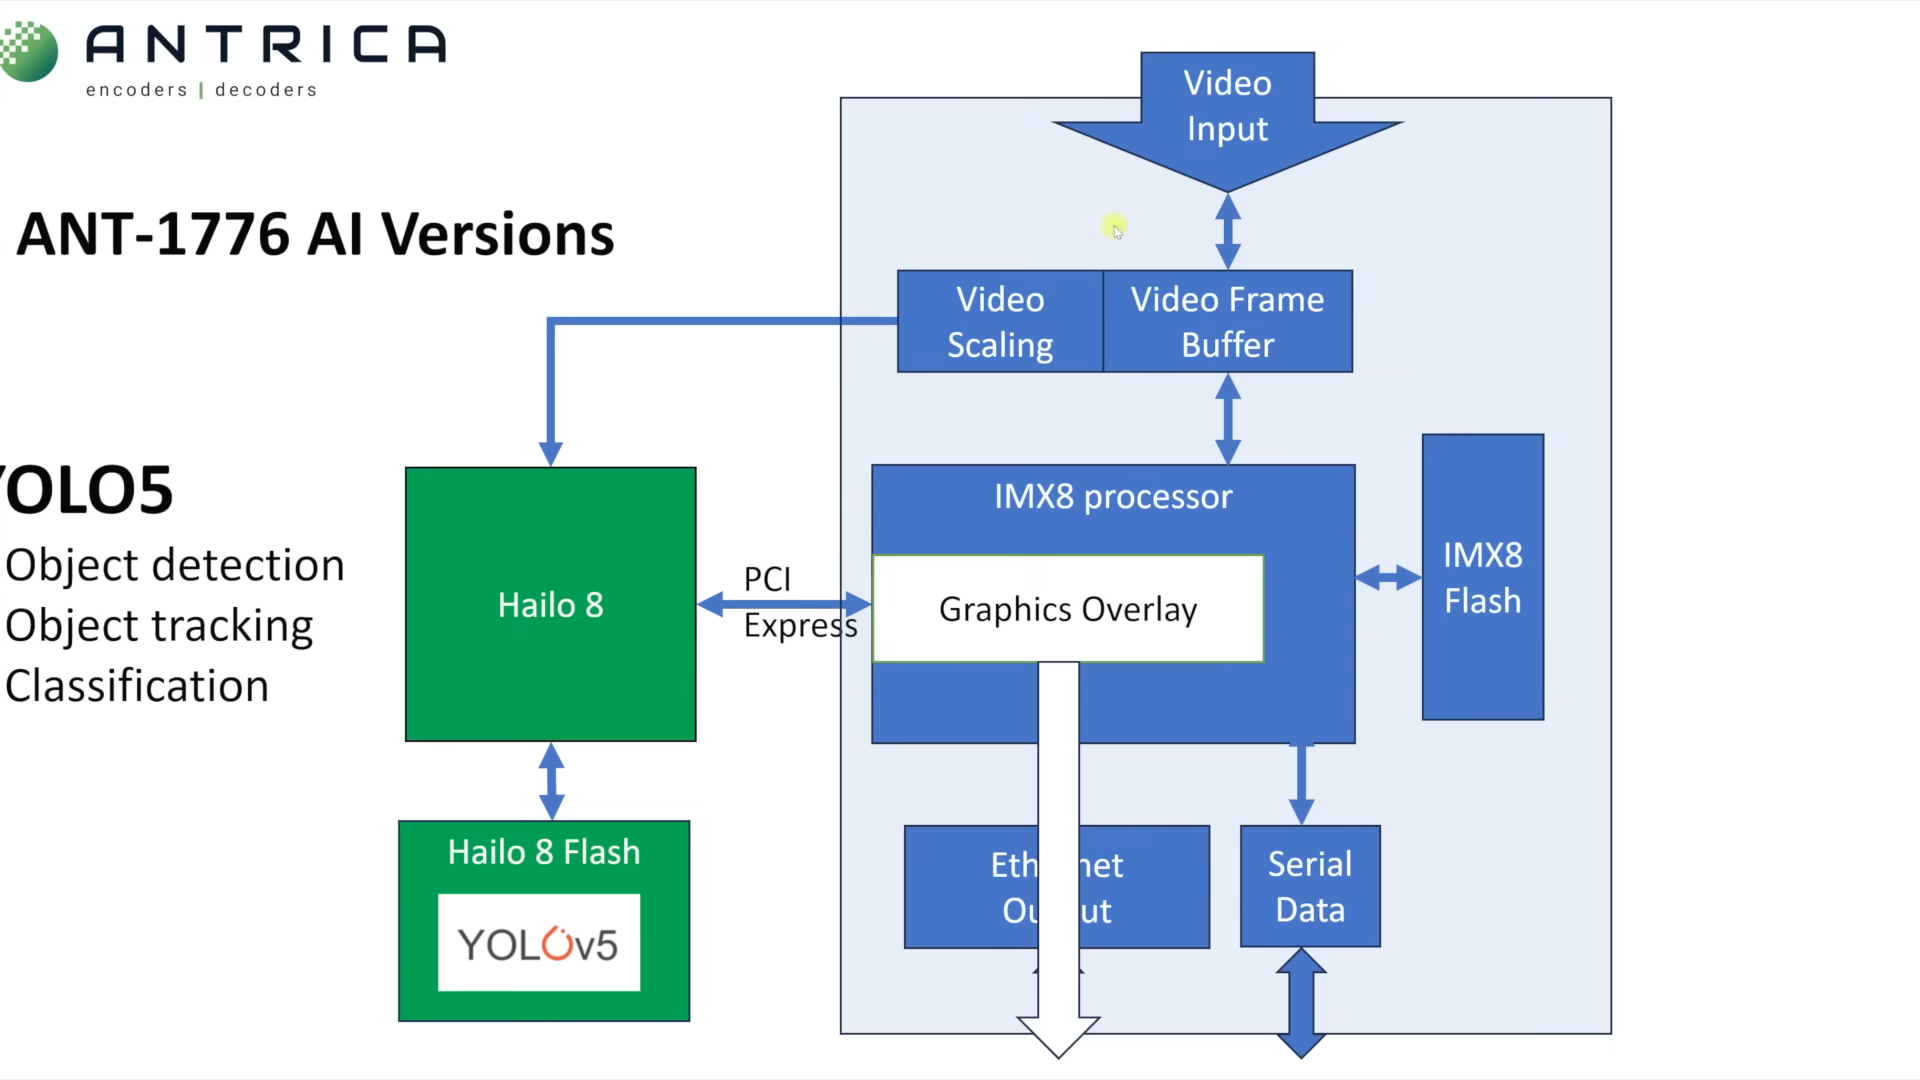 ANTRICA
encoders | decoders
ANT-1776 AI Versions
YOLO5
Object detection
Object tracking
Classification
Video
Input
Video
Scaling
Video Frame
Buffer
IMX8 processor
Graphics Overlay
IMX8
Flash
PCI
Express
Hailo 8
Hailo 8 Flash
YOLOv5
Serial
Data